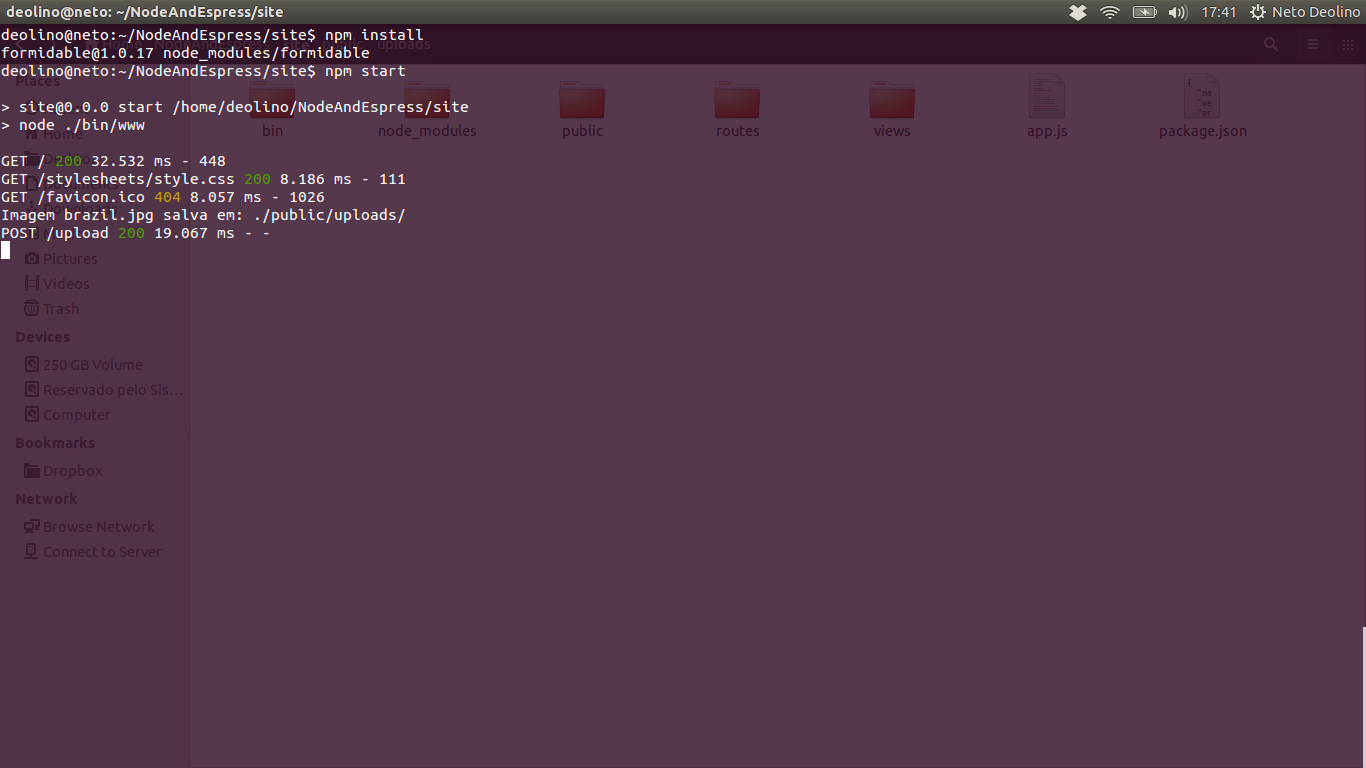 deolino@neto: ~/NodeAndEspress/site
17:41
Neto Deolino
deolino@neto:~/NodeAndEspress/site$ npm install
formidable@1.0.17 node_modules/formidable
deolino@neto:~/NodeAndEspress/site$ npm start
> site@0.0.0 start /home/deolino/NodeAndEspress/site
> node ./bin/www
GET / 200 32.532 ms - 448
GET /stylesheets/style.css 200 8.186 ms - 111
GET /favicon.ico 404 8.057 ms - 1026
Imagem brazil.jpg salva em: ./public/uploads/
POST /upload 200 19.067 ms - -
Home
uploads
Places
Home
Pictures
Videos
Trash
Devices
250 GB Volume
Reservado pelo Sis…
Computer
Bookmarks
Dropbox
Network
Browse Network
Connect to Server
bin
node_modules
public
routes
views
app.js
package.json